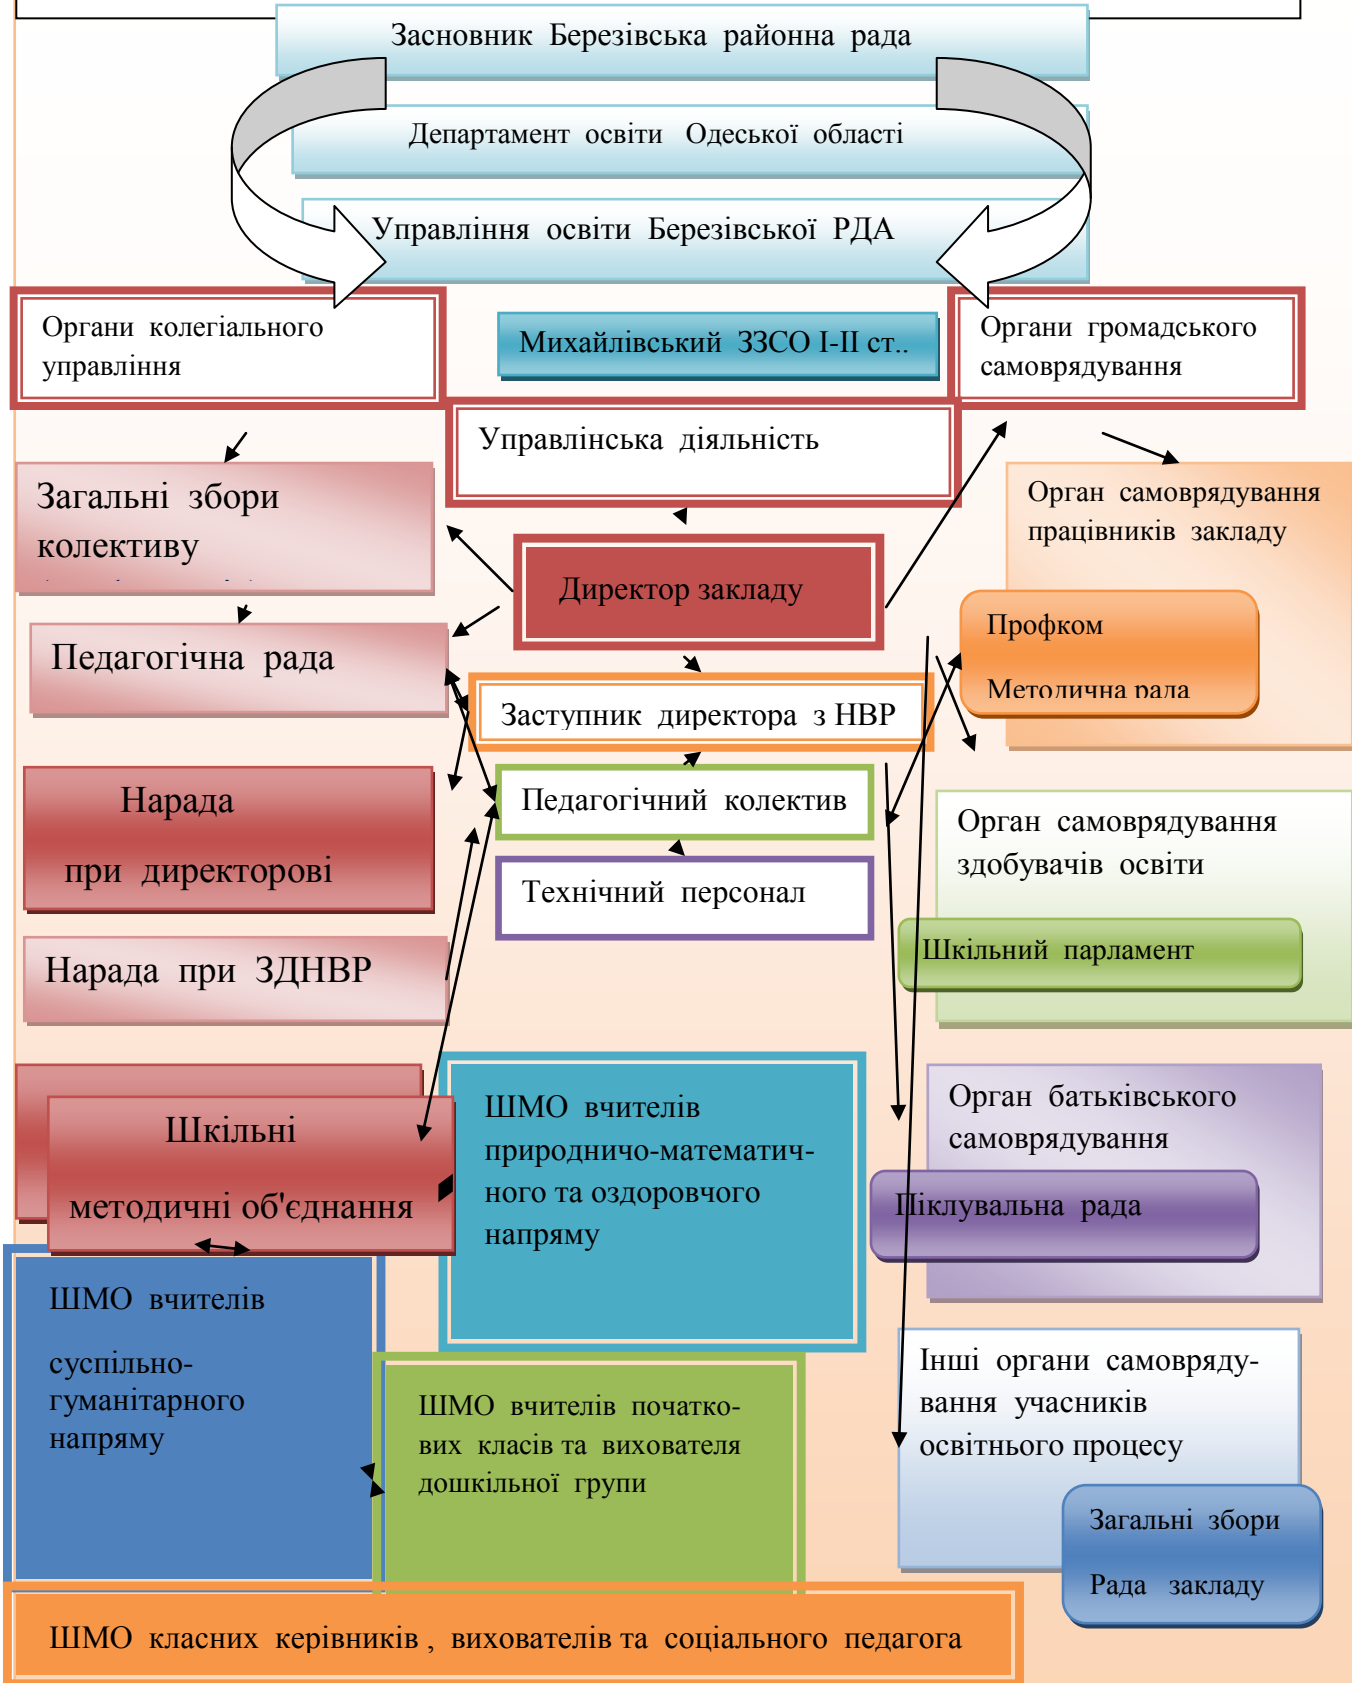 Засновник Березівська районна рада
Департамент освіти Одеської області
Управління освіти Березівської РДА
Органи колегіального
управління
Михайлівський ЗЗСО І-ІІ ст..
Органи громадського
самоврядування
Управлінська діяльність
Загальні збори
колективу
Орган самоврядування
працівників закладу
Директор закладу
Профком
Методична рада
Педагогічна рада
Заступник директора з НВР
Нарада
при директорові
Педагогічний колектив
Орган самоврядування
здобувачів освіти
Технічний персонал
Шкільний парламент
Нарада при ЗДНВР
Шкільні
методичні об'єднання
ШМО вчителів
природничо-математич-
ного та оздоровчого
напряму
Орган батьківського
самоврядування
Піклувальна рада
ШМО вчителів
суспільно-
гуманітарного
напряму
ШМО вчителів початко-
вих класів та вихователя
дошкільної групи
Інші органи самовряду-
вання учасників
освітнього процесу
Загальні збори
Рада закладу
ШМО класних керівників , вихователів та соціального педагога